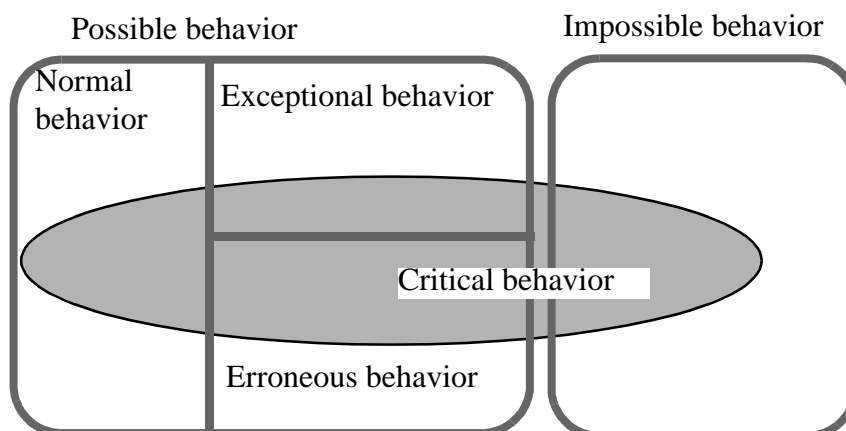 Possible behavior
Impossible behavior
Normal
behavior
Exceptional behavior
Critical behavior
Erroneous behavior